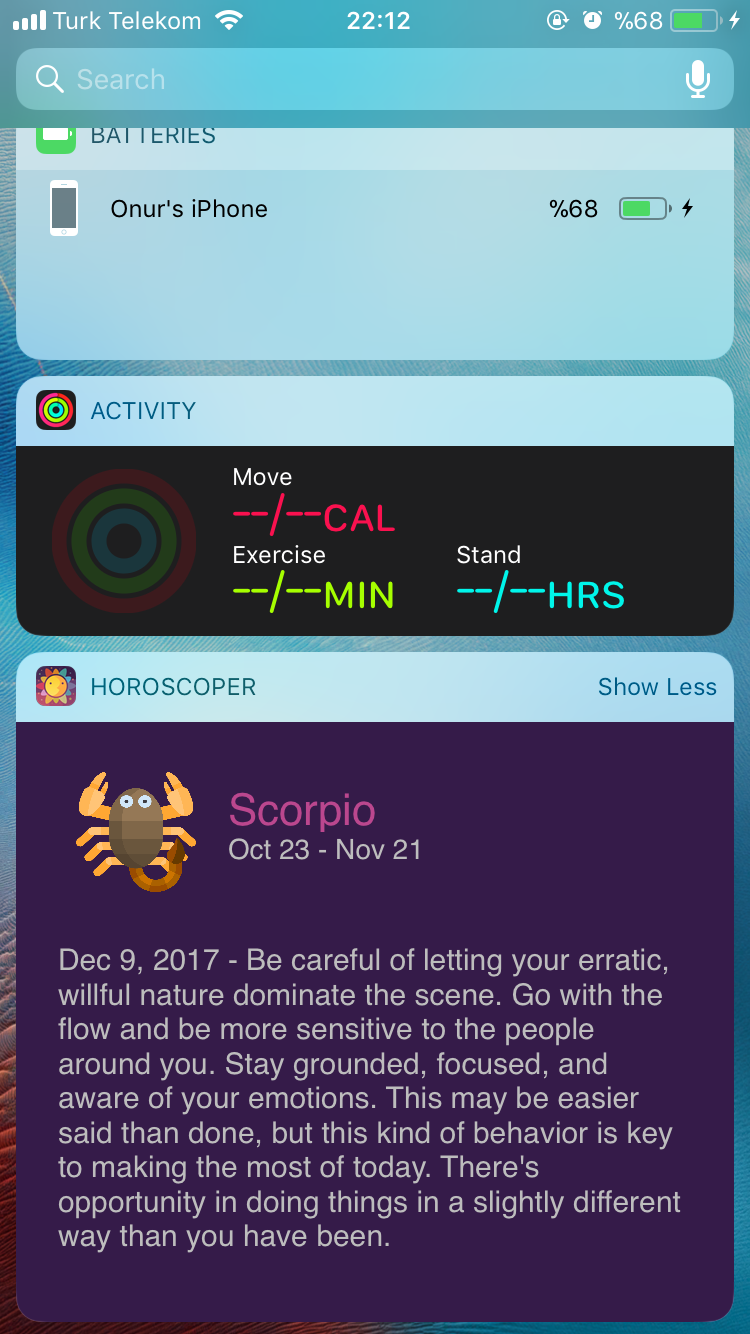 Turk Telekom 22:12 %68
Search
BATTERIES
Onur's iPhone %68
ACTIVITY
Move
--/--CAL
Exercise Stand
--/--MIN --/--HRS
HOROSCOPER Show Less
Scorpio
Oct 23 - Nov 21
Dec 9, 2017 - Be careful of letting your erratic,
willful nature dominate the scene. Go with the
flow and be more sensitive to the people
around you. Stay grounded, focused, and
aware of your emotions. This may be easier
said than done, but this kind of behavior is key
to making the most of today. There's
opportunity in doing things in a slightly different
way than you have been.